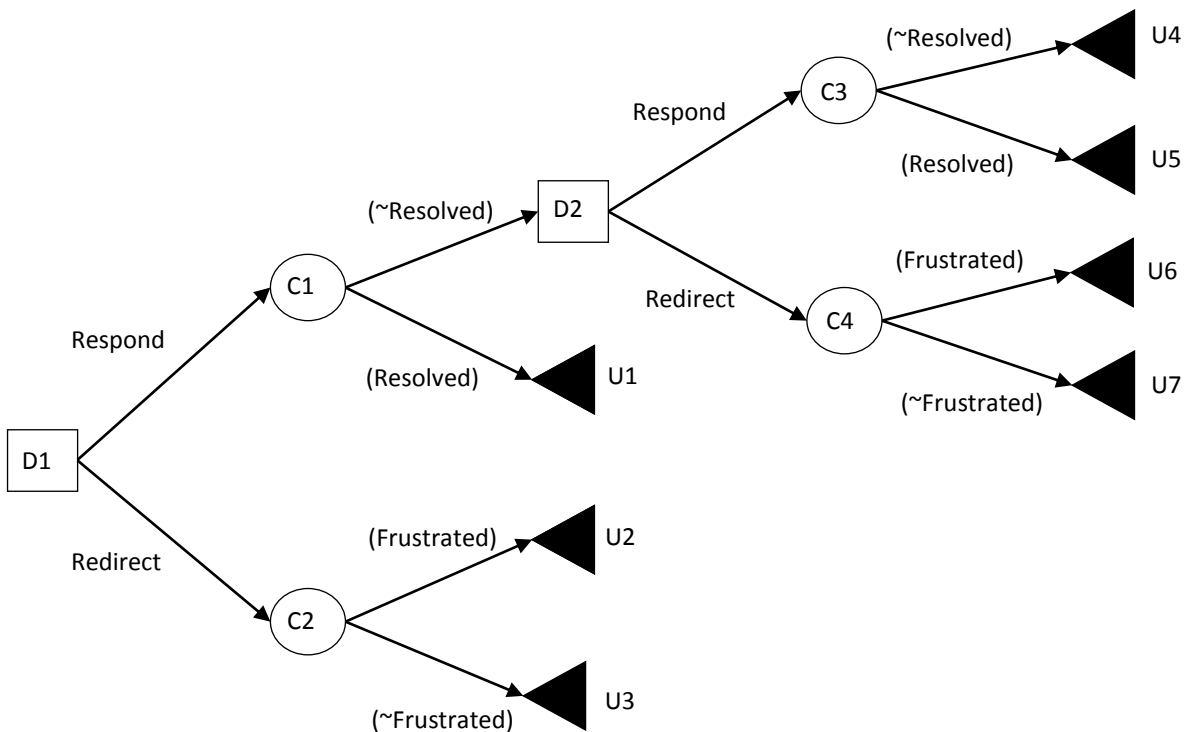 (~Resolved)
U4
C3
Respond
(Resolved)
U5
(~Resolved)
D2
(Frustrated)
U6
C1
Redirect
C4
Respond
(Resolved)
U1
(~Frustrated)
U7
D1
(Frustrated)
U2
Redirect
C2
(~Frustrated)
U3